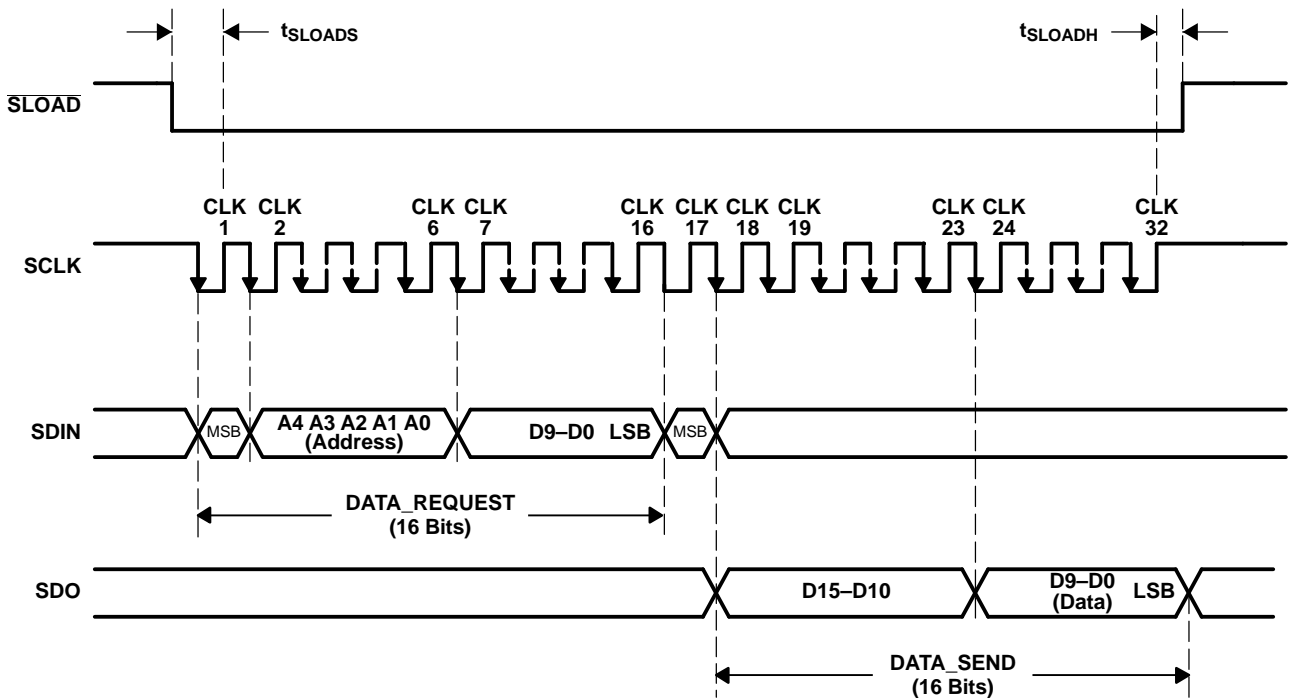 tSLOADS
tSLOADH
SLOAD
CLK CLK CLK CLK CLK CLK CLK CLK CLK CLK CLK
1 2 6 7 16 17 18 19 23 24 32
SCLK
SDIN
MSB
A4 A3 A2 A1 A0
(Address)
D9–D0 LSB
MSB
DATA_REQUEST
(16 Bits)
SDO
D15–D10
D9–D0
(Data)
LSB
DATA_SEND
(16 Bits)